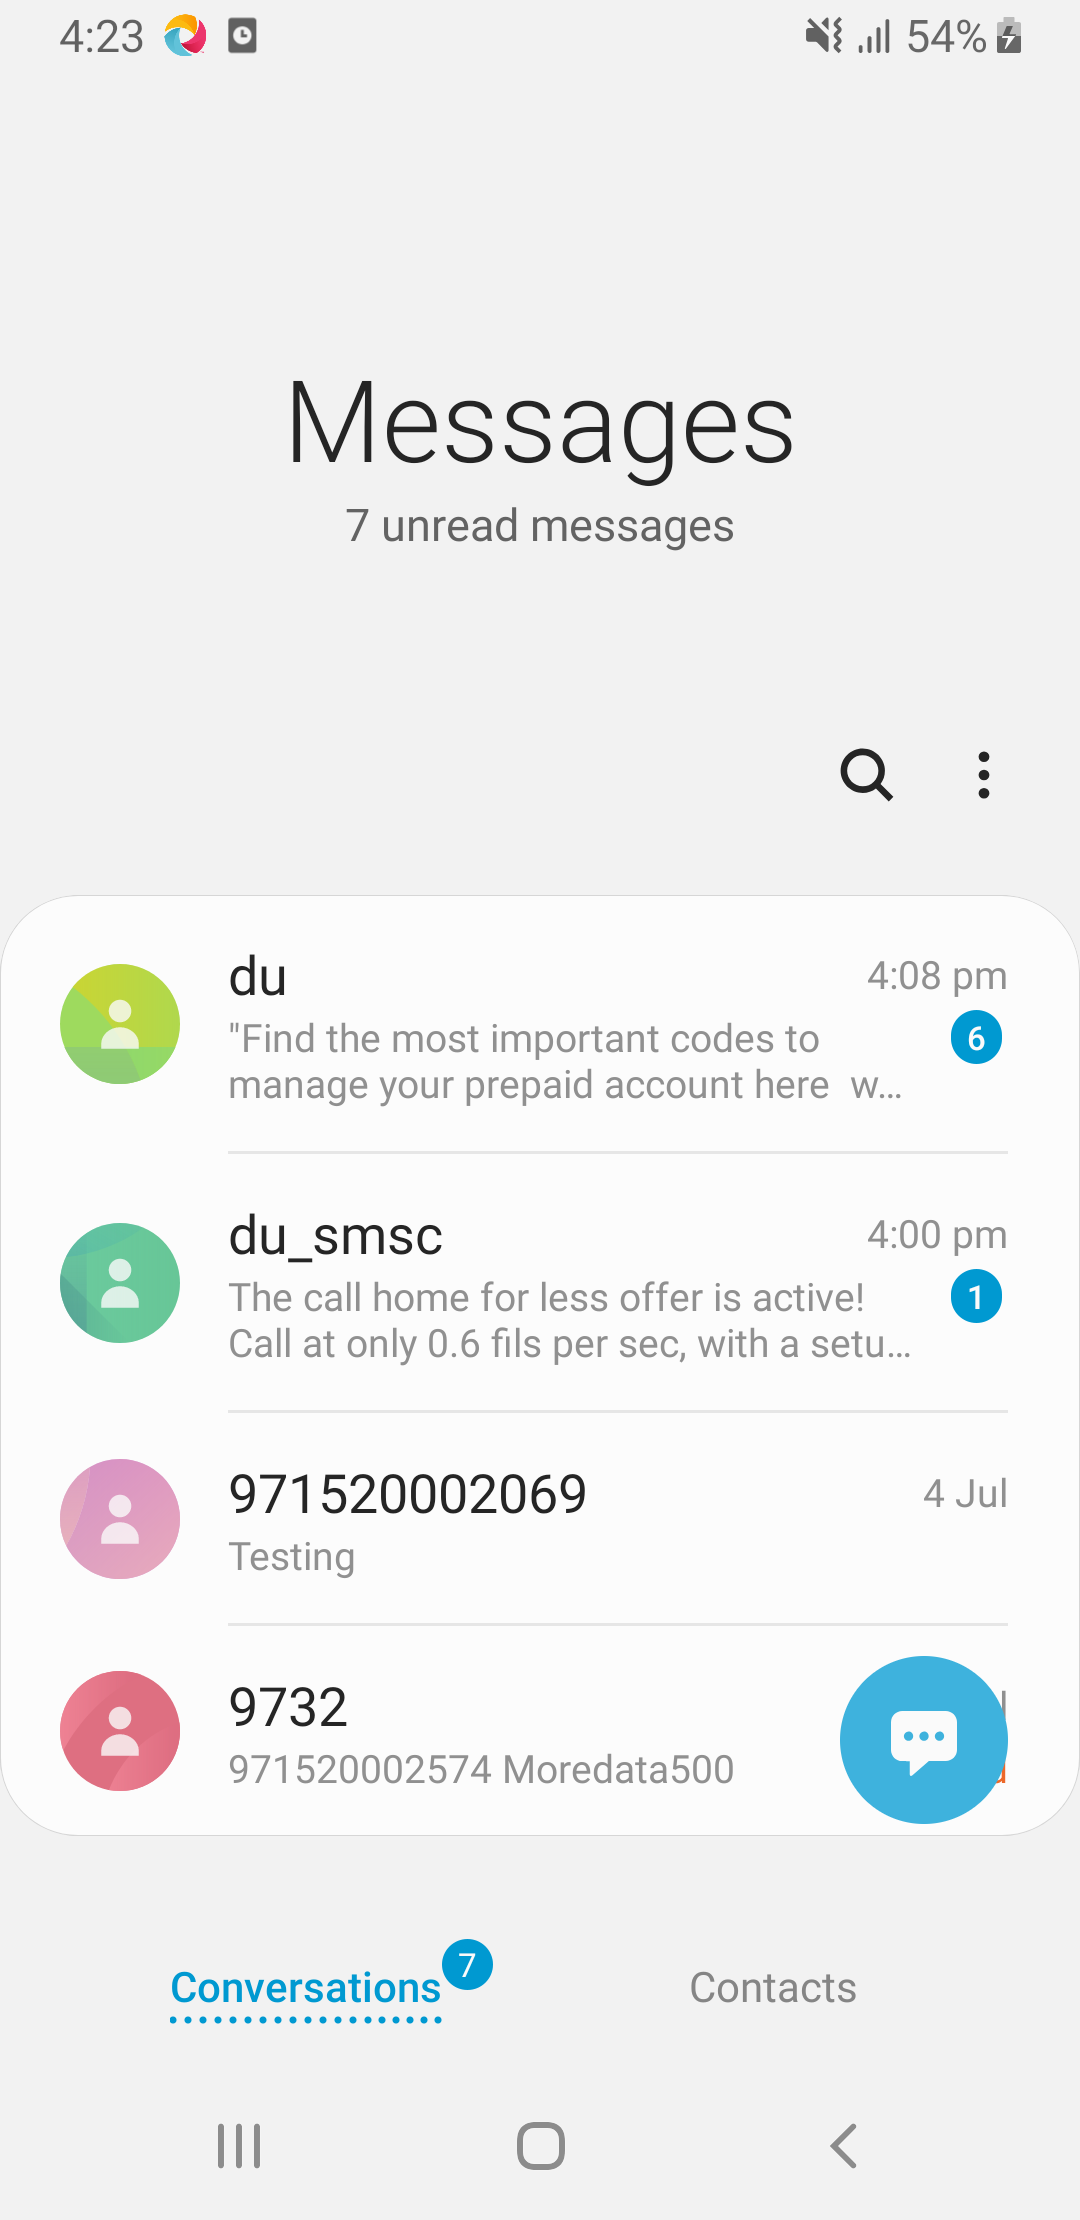 4:23
54%
Messages
7 unread messages
du
4:08 pm
"Find the most important codes to
6
manage your prepaid account here  w...
du_smsc
4:00 pm
The call home for less offer is active!
1
Call at only 0.6 fils per sec, with a setu...
971520002069
4 Jul
Testing
9732
971520002574 Moredata500
Conversations
7
Contacts